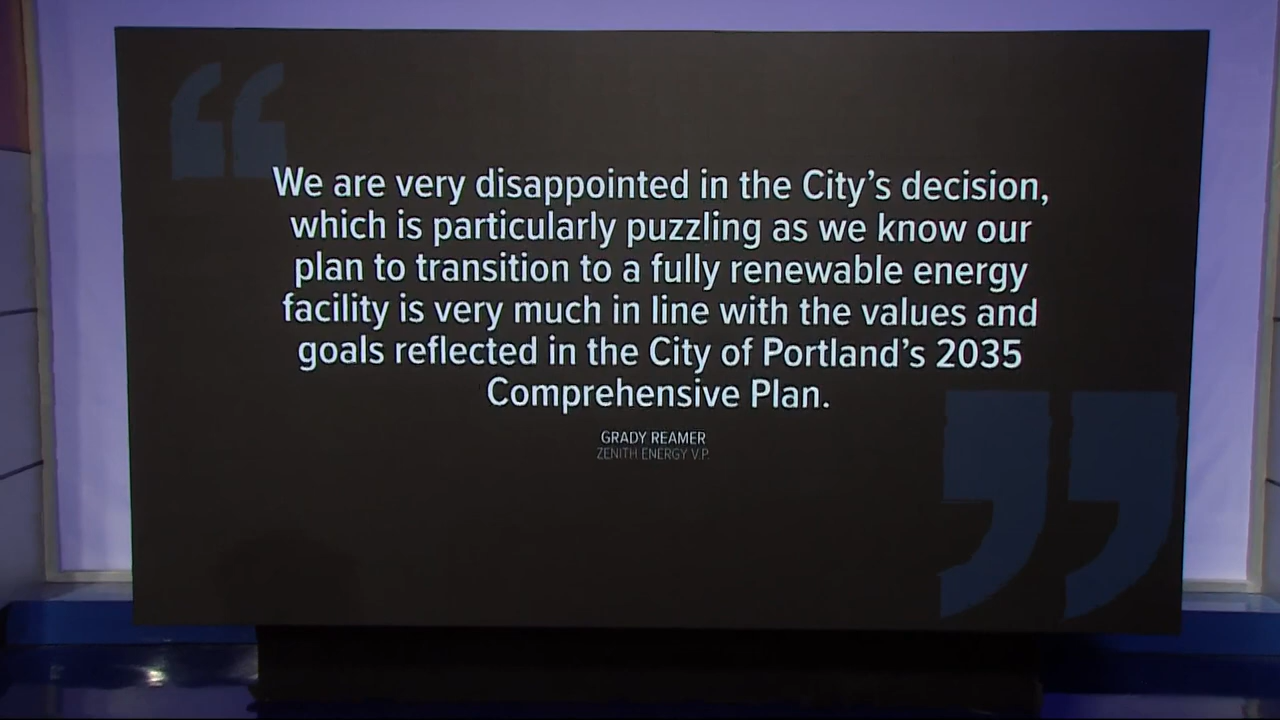 We are very disappointed in the City's decision,
which is particularly puzzling as we know our
plan to transition to a fully renewable energy
facility is very much in line with the values and
goals reflected in the City of Portland's 2035
Comprehensive Plan.
GRADY REAMER
ZENITH ENERGY V.P.